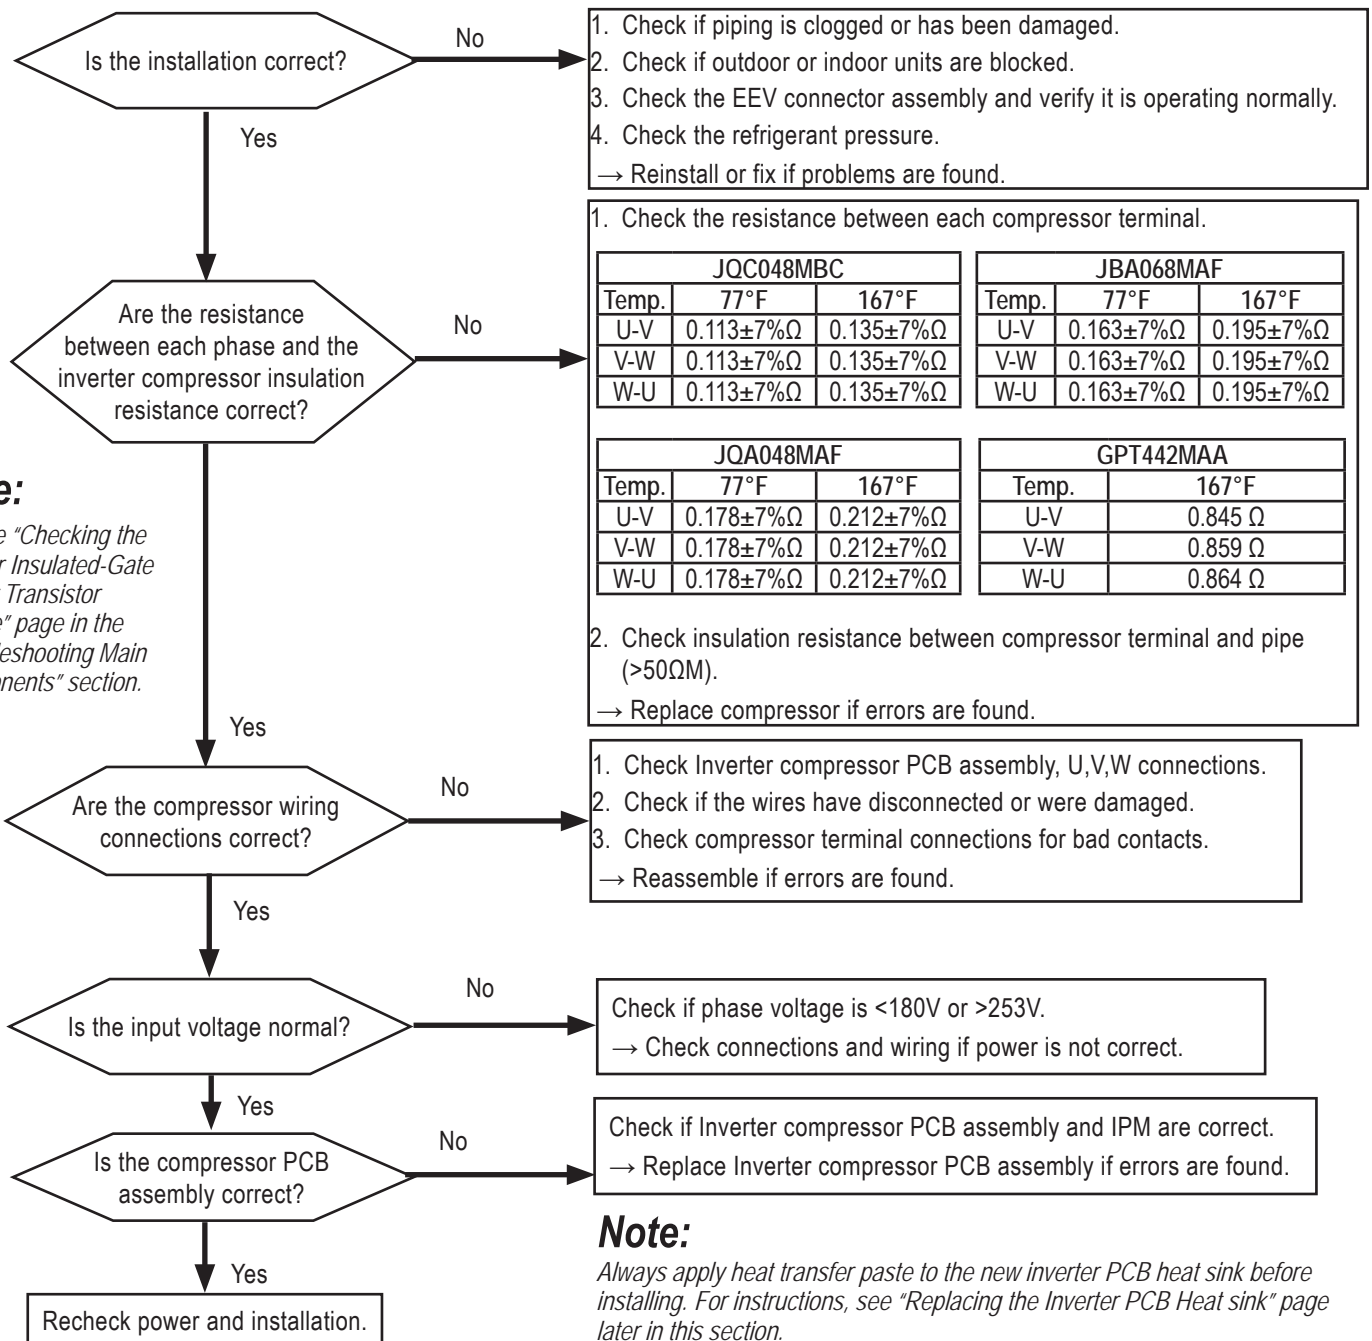 Is the installation correct?
No
1. Check if piping is clogged or has been damaged.
2. Check if outdoor or indoor units are blocked.
3. Check the EEV connector assembly and verify it is operating normally.
4. Check the refrigerant pressure.
→ Reinstall or fix if problems are found.
Yes
Are the resistance
between each phase and the
inverter compressor insulation
resistance correct?
No
1. Check the resistance between each compressor terminal.
JQC048MBC
Temp. 77°F 167°F
U-V 0.113±7%Ω 0.135±7%Ω
V-W 0.113±7%Ω 0.135±7%Ω
W-U 0.113±7%Ω 0.135±7%Ω
JBA068MAF
Temp. 77°F 167°F
U-V 0.163±7%Ω 0.195±7%Ω
V-W 0.163±7%Ω 0.195±7%Ω
W-U 0.163±7%Ω 0.195±7%Ω
JQA048MAF
Temp. 77°F 167°F
U-V 0.178±7%Ω 0.212±7%Ω
V-W 0.178±7%Ω 0.212±7%Ω
W-U 0.178±7%Ω 0.212±7%Ω
GPT442MAA
Temp. 167°F
U-V 0.845 Ω
V-W 0.859 Ω
W-U 0.864 Ω
2. Check insulation resistance between compressor terminal and pipe
(>50ΩM).
→ Replace compressor if errors are found.
e:
e "Checking the
r Insulated-Gate
Transistor
e" page in the
leshooting Main
onents" section.
Yes
Are the compressor wiring
connections correct?
No
1. Check Inverter compressor PCB assembly, U,V,W connections.
2. Check if the wires have disconnected or were damaged.
3. Check compressor terminal connections for bad contacts.
→ Reassemble if errors are found.
Yes
Is the input voltage normal?
No
Check if phase voltage is <180V or >253V.
→ Check connections and wiring if power is not correct.
Yes
Is the compressor PCB
assembly correct?
No
Check if Inverter compressor PCB assembly and IPM are correct.
→ Replace Inverter compressor PCB assembly if errors are found.
Yes
Recheck power and installation.
Note:
Always apply heat transfer paste to the new inverter PCB heat sink before
installing. For instructions, see "Replacing the Inverter PCB Heat sink" page
later in this section.